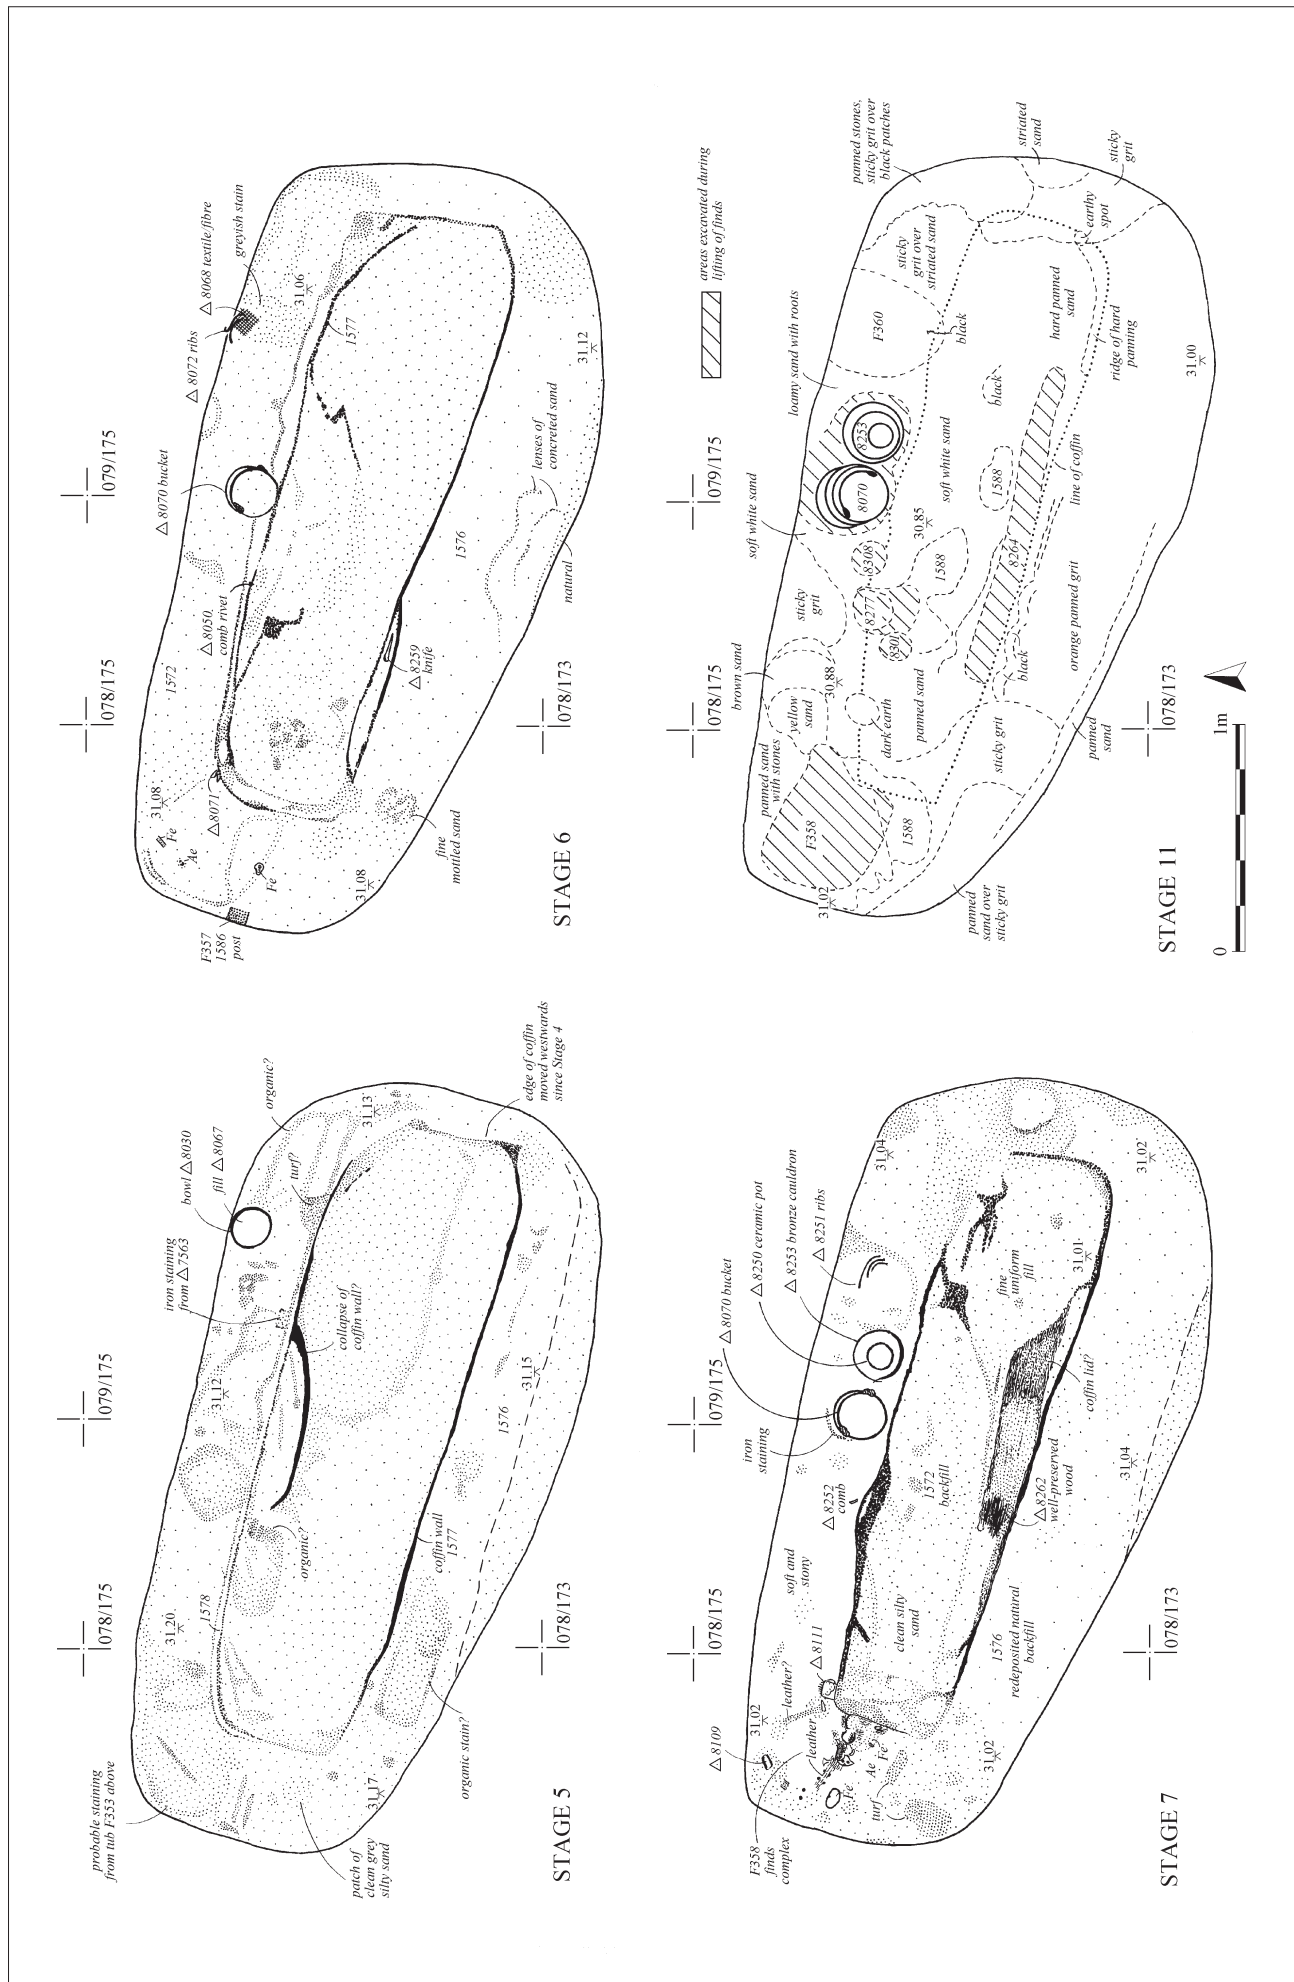 STAGE 5
probable staining
from tub F353 above
078/175
079/175
iron staining
from △7563
bowl △8030
fill △8067
organic?
31.20
1578
31.12
turf?
31.13
collapse of
coffin wall?
organic?
edge of coffin
moved westwards
since Stage 4
coffin wall
1577
1576
31.15
31.17
patch of
clean grey
silty sand
organic stain?
078/173
STAGE 6
078/175
079/175
△8070 bucket
△8072 ribs
△8068 textile/fibre
greyish stain
1572
△8050
comb rivet
31.06
1577
31.08
△8071
Fe
Ae
Fe
F357
1586
post
31.08
△8259
knife
1576
lenses of
concreted sand
31.12
natural
fine
mottled sand
078/173
STAGE 7
078/175
079/175
△8109
31.02
leather?
△8111
soft and
stony
△8252
comb
iron
staining
△8070 bucket
△8250 ceramic pot
△8253 bronze cauldron
△8251 ribs
31.04
F358
finds
complex
leather
Fe
Ae
Fe
turf
clean silty
sand
1572
backfill
fine
uniform
fill
31.01
31.02
coffin lid?
△8262
well-preserved
wood
31.04
1576
redeposited natural
backfill
31.02
078/173
STAGE 11
078/175
079/175
areas excavated during
lifting of finds
panned sand
with stones
brown sand
soft white sand
loamy sand with roots
panned stones,
sticky grit over
black patches
striated
sand
sticky
grit
yellow
sand
30.88
sticky
grit
8070
8253
F360
sticky
grit over
striated sand
F358
dark earth
8301
8277
8308
30.85
soft white sand
black
earthy
spot
31.02
1588
panned sand
1588
1588
black
hard panned
sand
ridge of hard
panning
8264
line of coffin
sticky grit
black
orange panned grit
31.00
panned
sand over
sticky grit
panned
sand
078/173
0
1m